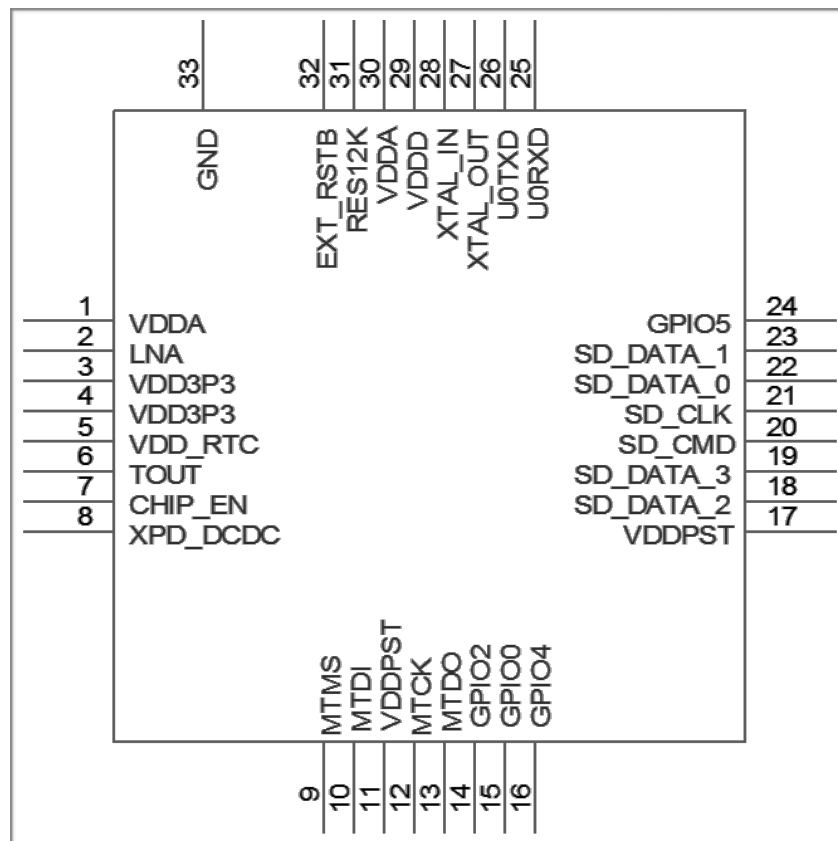 33
32
31
30
29
28
27
26
25
GND
EXT_RSTB
RES12K
VDDA
VDDD
XTAL_IN
XTAL_OUT
U0TXD
U0RXD
1
VDDA
2
LNA
3
VDD3P3
4
VDD3P3
5
VDD_RTC
6
TOUT
7
CHIP_EN
8
XPD_DCDC
24
GPIO5
23
SD_DATA_1
22
SD_DATA_0
21
SD_CLK
20
SD_CMD
19
SD_DATA_3
18
SD_DATA_2
17
VDDPST
MTMS
MTDI
VDDPST
MTCK
MTDO
GPIO2
GPIO0
GPIO4
9
10
11
12
13
14
15
16